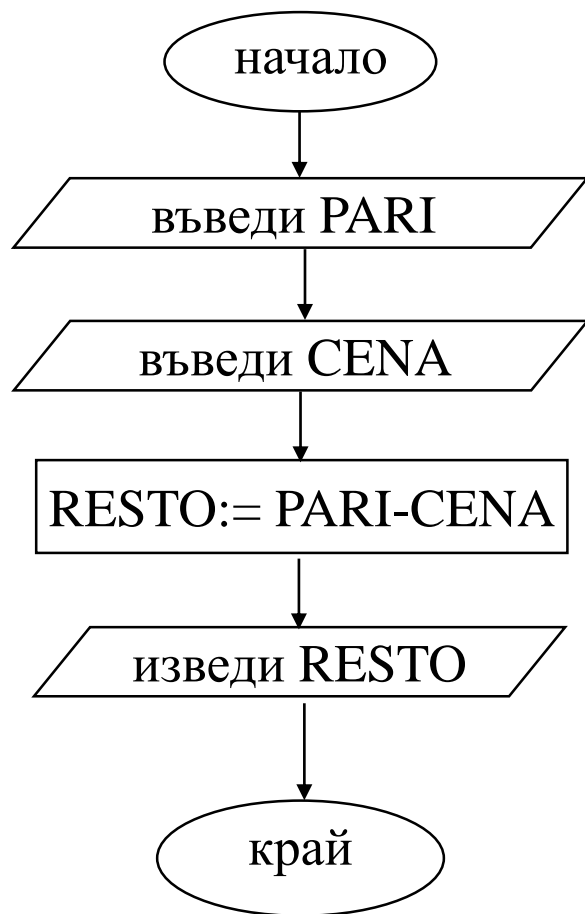 начало
въведи PARI
въведи CENA
RESTO:= PARI-CENA
изведи RESTO
край